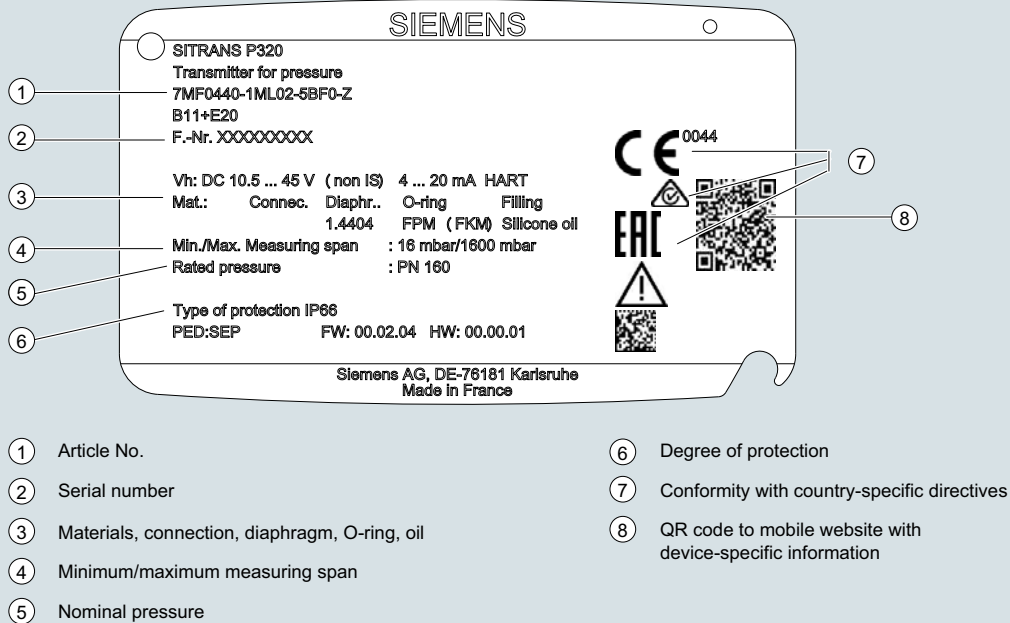 SIEMENS
SITRANS P320
Transmitter for pressure
7MF0440-1ML02-5BF0-Z
B11+E20
F.-Nr. XXXXXXXXX
CE 0044
Vh: DC 10.5 ... 45 V ( non IS) 4 ... 20 mA HART
Mat.: Connec. Diaphr.. O-ring Filling
1.4404 FPM ( FKM) Silicone oil
EAC
Min./Max. Measuring span : 16 mbar/1600 mbar
Rated pressure : PN 160
Type of protection IP66
PED:SEP FW: 00.02.04 HW: 00.00.01
Siemens AG, DE-76181 Karlsruhe
Made in France
1
2
3
4
5
6
7
8
1 Article No.
2 Serial number
3 Materials, connection, diaphragm, O-ring, oil
4 Minimum/maximum measuring span
5 Nominal pressure
6 Degree of protection
7 Conformity with country-specific directives
8 QR code to mobile website with
device-specific information